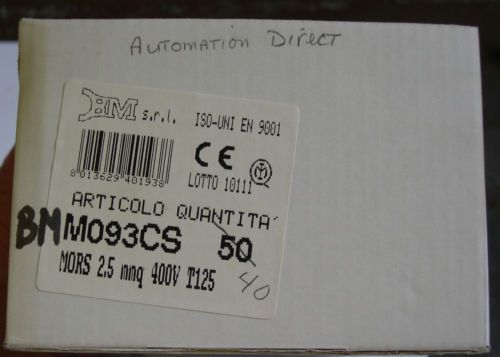 AUTOMATION DIRECT
BM s.r.l. ISO-UNI EN 9001
CE
8 013629 401938 LOTTO 10111
ARTICOLO QUANTITA'
BM M093CS 50
40
MORS 2.5 mmq 400V T125